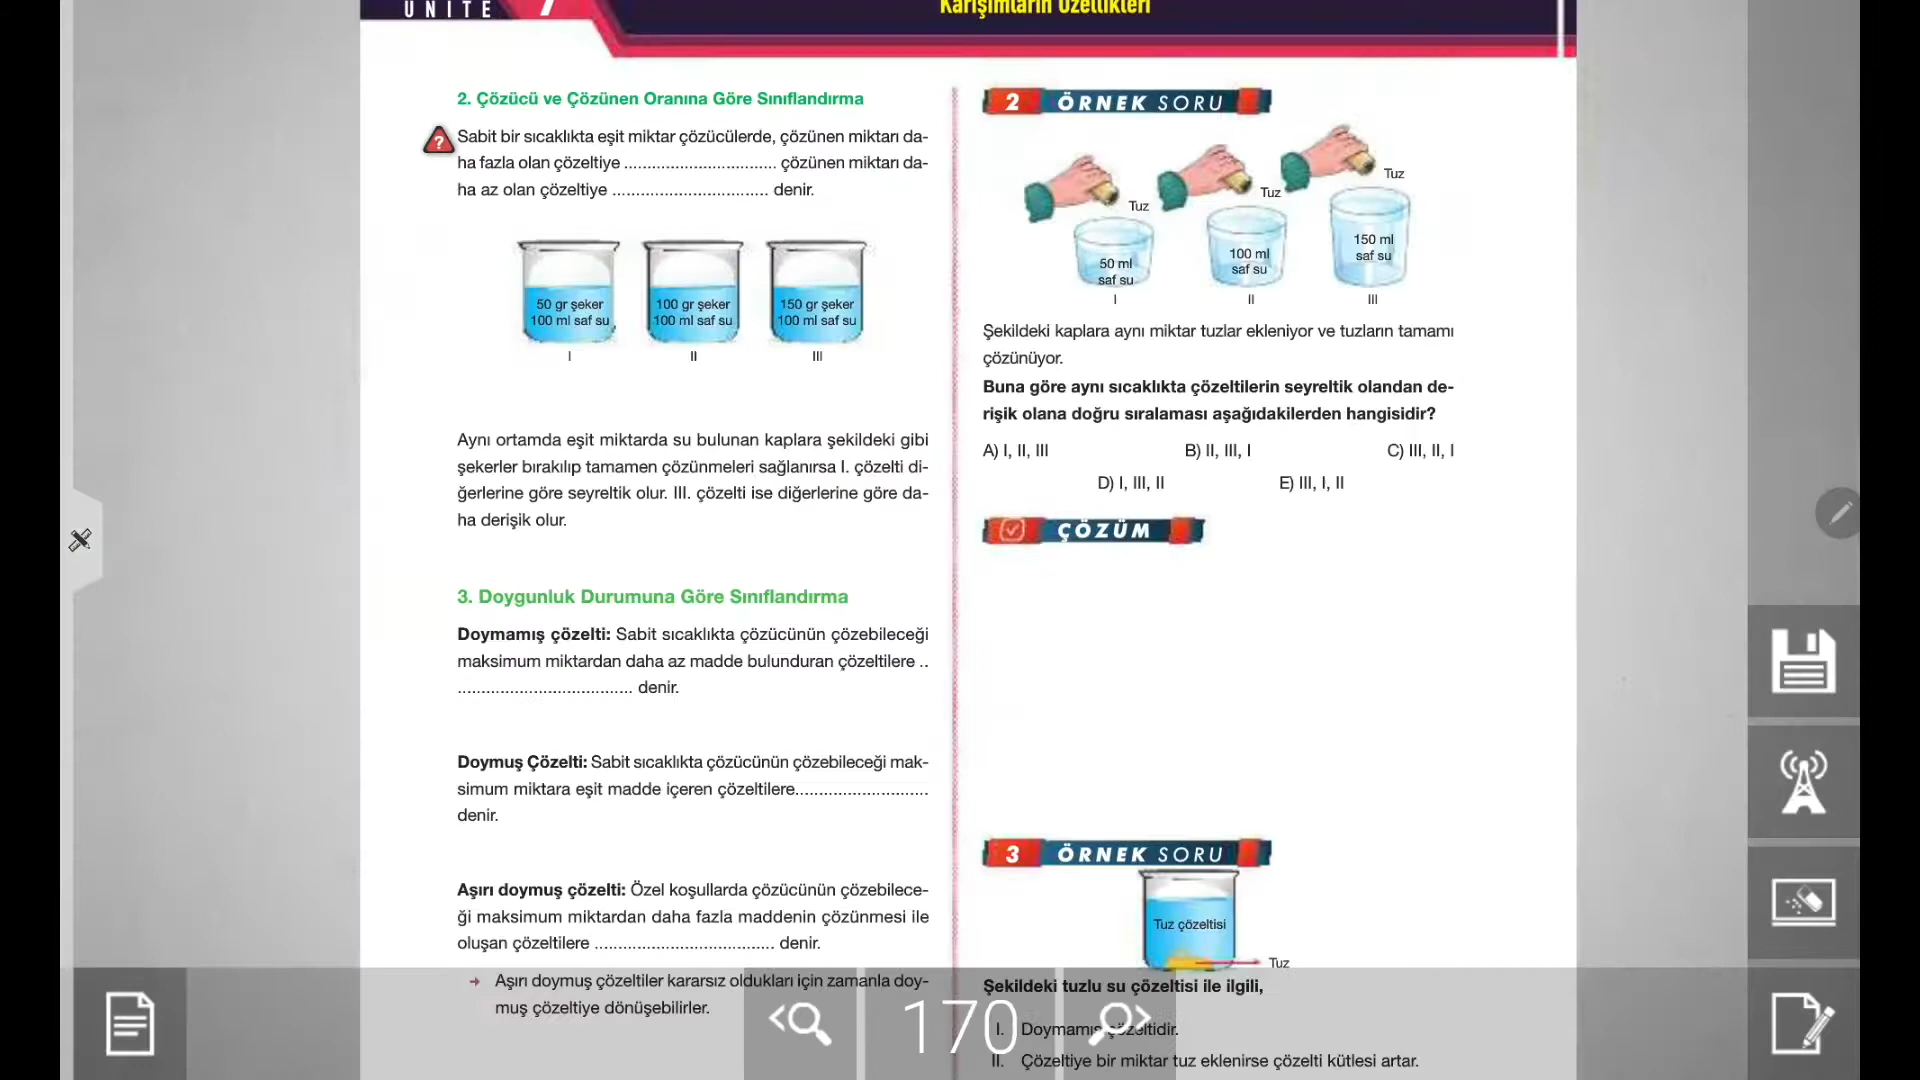 ÜNİTE 7
Karışımların Özellikleri
2. Çözücü ve Çözünen Oranına Göre Sınıflandırma
? Sabit bir sıcaklıkta eşit miktar çözücülerde, çözünen miktarı da-
ha fazla olan çözeltiye ................................ çözünen miktarı da-
ha az olan çözeltiye ................................. denir.
50 gr şeker
100 ml saf su
I
100 gr şeker
100 ml saf su
II
150 gr şeker
100 ml saf su
III
Aynı ortamda eşit miktarda su bulunan kaplara şekildeki gibi
şekerler bırakılıp tamamen çözünmeleri sağlanırsa I. çözelti di-
ğerlerine göre seyreltik olur. III. çözelti ise diğerlerine göre da-
ha derişik olur.
3. Doygunluk Durumuna Göre Sınıflandırma
Doymamış çözelti: Sabit sıcaklıkta çözücünün çözebileceği
maksimum miktardan daha az madde bulunduran çözeltilere ..
..................................... denir.
Doymuş Çözelti: Sabit sıcaklıkta çözücünün çözebileceği mak-
simum miktara eşit madde içeren çözeltilere............................
denir.
Aşırı doymuş çözelti: Özel koşullarda çözücünün çözebilece-
ği maksimum miktardan daha fazla maddenin çözünmesi ile
oluşan çözeltilere ...................................... denir.
→ Aşırı doymuş çözeltiler kararsız oldukları için zamanla doy-
muş çözeltiye dönüşebilirler.
2 ÖRNEK SORU
Tuz
Tuz
Tuz
50 ml
saf su
I
100 ml
saf su
II
150 ml
saf su
III
Şekildeki kaplara aynı miktar tuzlar ekleniyor ve tuzların tamamı
çözünüyor.
Buna göre aynı sıcaklıkta çözeltilerin seyreltik olandan de-
rişik olana doğru sıralaması aşağıdakilerden hangisidir?
A) I, II, III B) II, III, I C) III, II, I
D) I, III, II E) III, I, II
ÇÖZÜM
3 ÖRNEK SORU
Tuz çözeltisi
Tuz
Şekildeki tuzlu su çözeltisi ile ilgili,
I. Doymamış çözeltidir.
II. Çözeltiye bir miktar tuz eklenirse çözelti kütlesi artar.
170